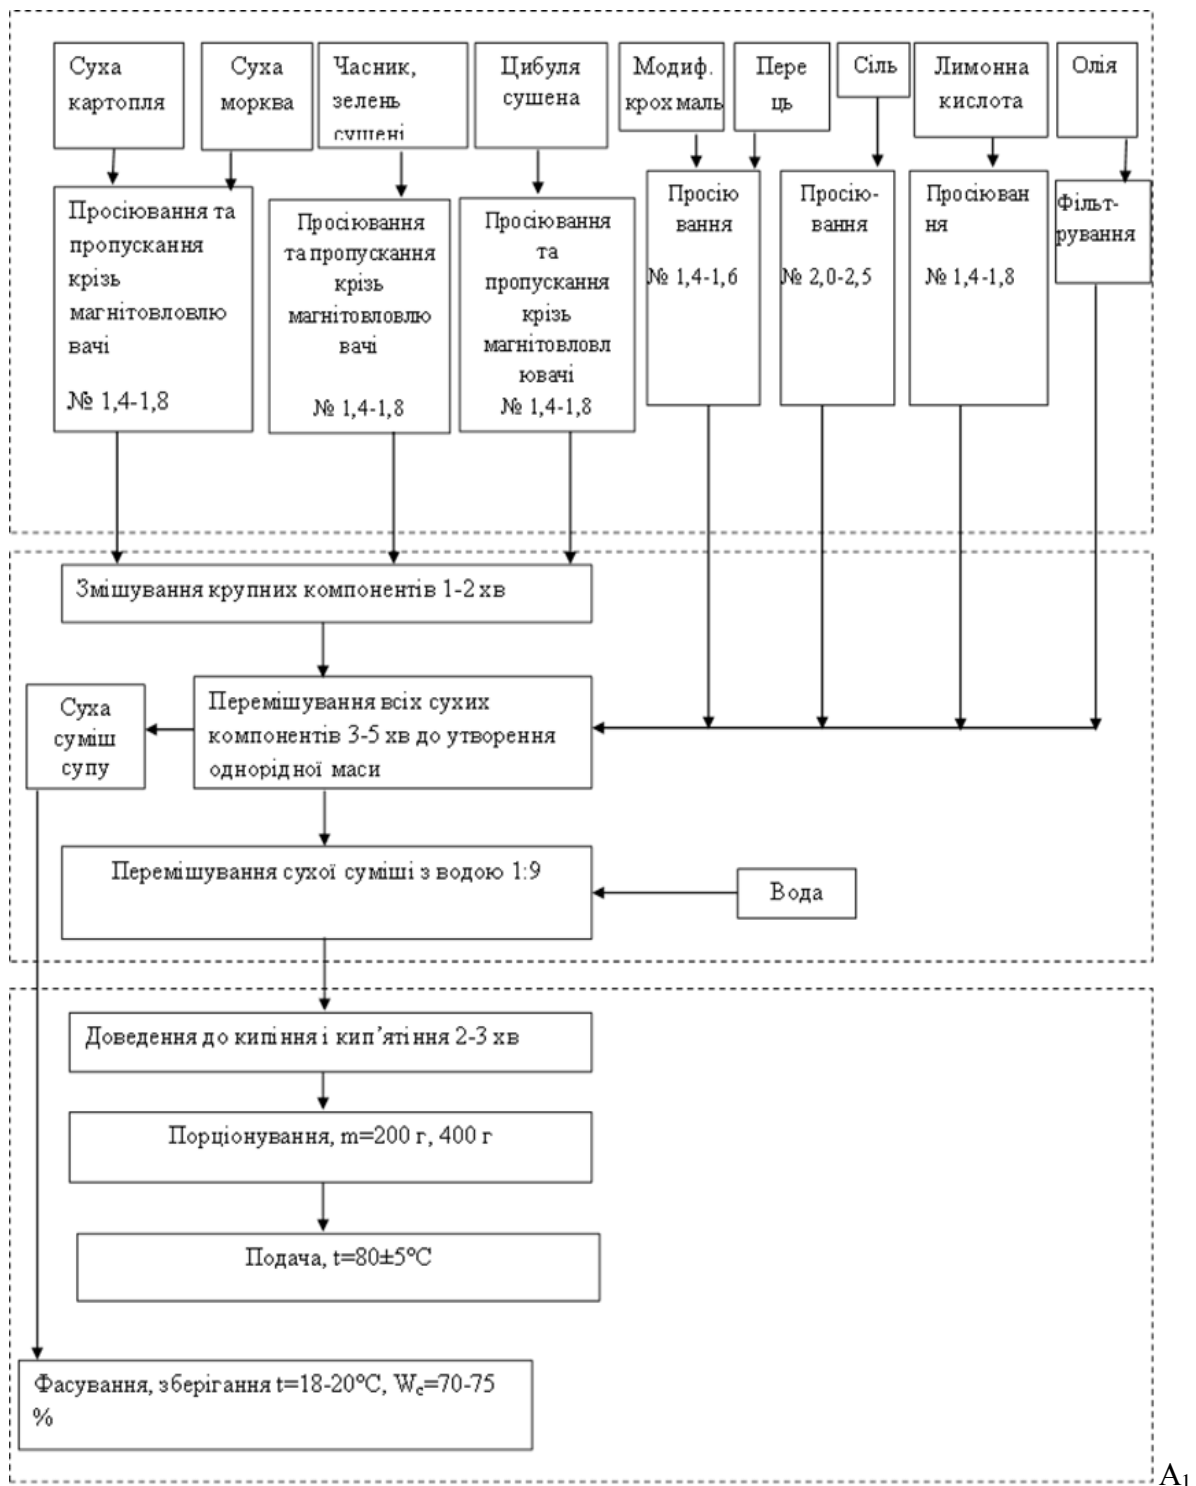 Суха
картопля
Суха
морква
Часник,
зелень
сушені
Цибуля
сушена
Модиф.
крохмаль
Пере
ць
Сіль
Лимонна
кислота
Олія
Просіювання та
пропускання
крізь
магнітовловлю
вачі
№ 1,4-1,8
Просіювання
та пропускання
крізь
магнітовловлю
вачі
№ 1,4-1,8
Просіювання
та
пропускання
крізь
магнітовловл
ювачі
№ 1,4-1,8
Просію
вання
№ 1,4-1,6
Просію-
вання
№ 2,0-2,5
Просіюван
ня
№ 1,4-1,8
Фільт-
рування
Змішування крупних компонентів 1-2 хв
Суха
суміш
супу
Перемішування всіх сухих
компонентів 3-5 хв до утворення
однорідної маси
Перемішування сухої суміші з водою 1:9
Вода
Доведення до кипіння і кип’ятіння 2-3 хв
Порціонування, m=200 г, 400 г
Подача, t=80±5°C
Фасування, зберігання t=18-20°C, Wc=70-75
%
A1